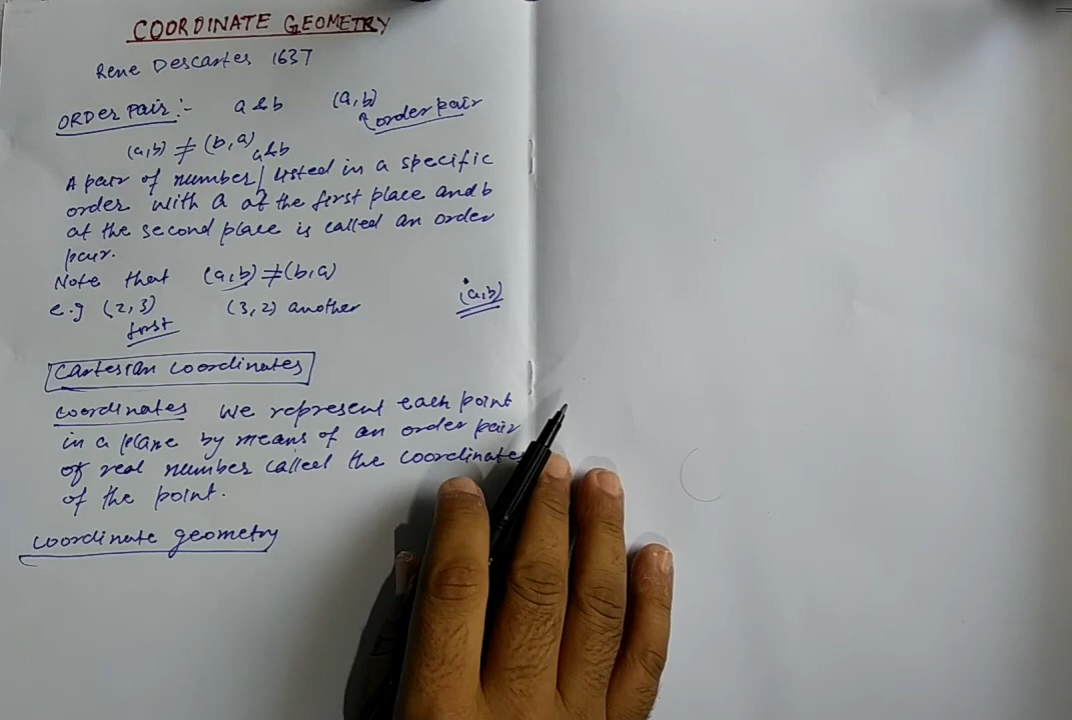 COORDINATE GEOMETRY
Rene Descartes 1637
ORDER PAIR:- a & b (a,b)
order pair
(a,b) ≠ (b,a)
a & b
A pair of number / listed in a specific
order with a at the first place and b
at the second place is called an order
pair.
Note that (a,b) ≠ (b,a)
e.g (2,3) (3,2) another (a,b)
first
Cartesian coordinates
coordinates We represent each point
in a plane by means of an order pair
of real number called the coordinates
of the point.
coordinate geometry